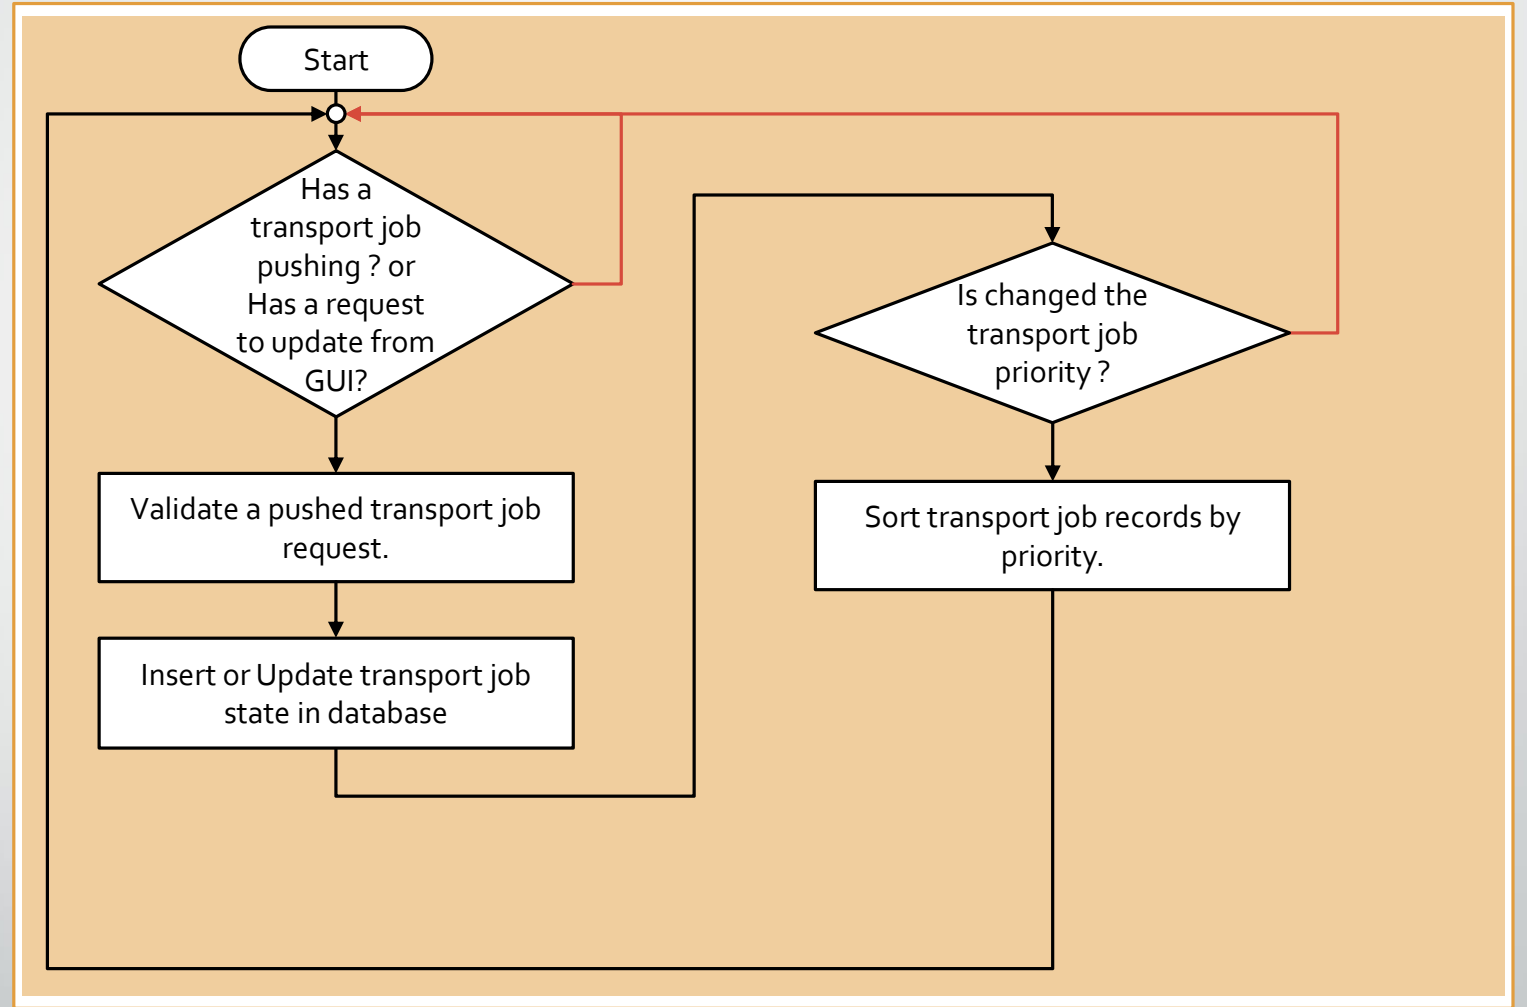 Start
Has a
transport job
pushing ? or
Has a request
to update from
GUI?
Validate a pushed transport job
request.
Insert or Update transport job
state in database
Is changed the
transport job
priority ?
Sort transport job records by
priority.